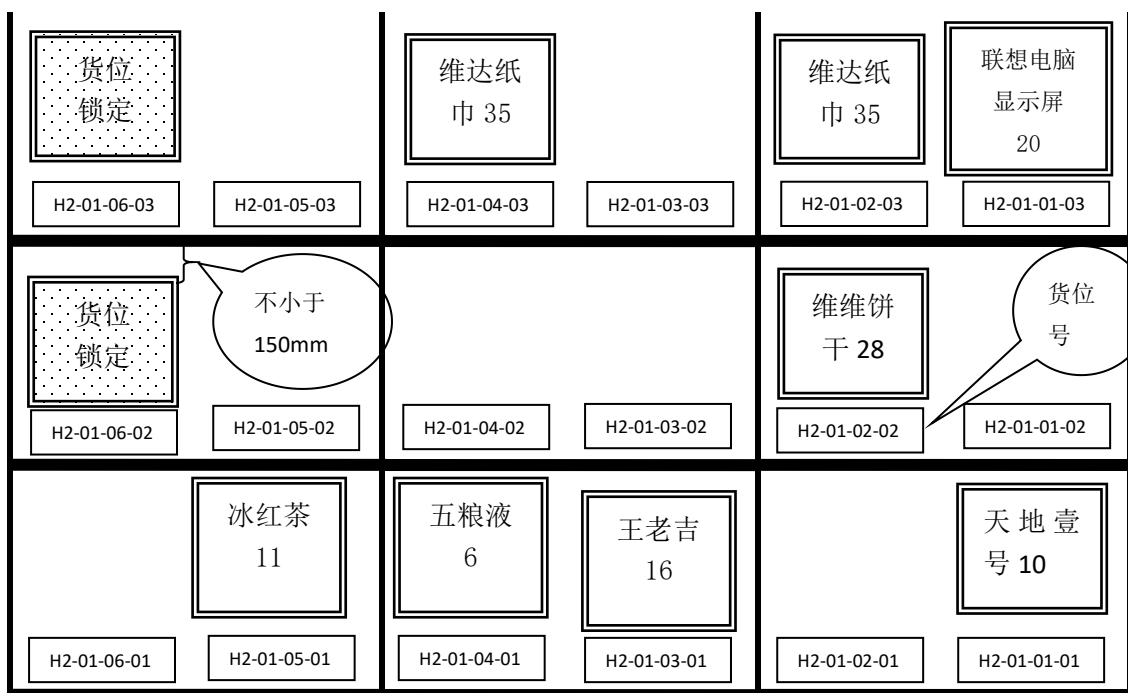 货位
锁定
维达纸
巾 35
维达纸
巾 35
联想电脑
显示屏
20
H2-01-06-03
H2-01-05-03
H2-01-04-03
H2-01-03-03
H2-01-02-03
H2-01-01-03
货位
锁定
不小于
150mm
维维饼
干 28
货位
号
H2-01-06-02
H2-01-05-02
H2-01-04-02
H2-01-03-02
H2-01-02-02
H2-01-01-02
冰红茶
11
五粮液
6
王老吉
16
天 地 壹
号 10
H2-01-06-01
H2-01-05-01
H2-01-04-01
H2-01-03-01
H2-01-02-01
H2-01-01-01